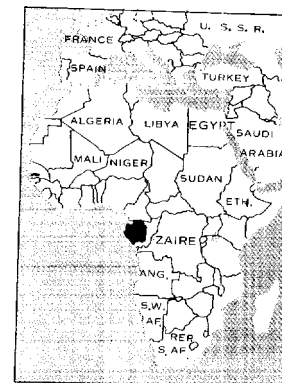 U. S. S. R.
FRANCE
SPAIN
TURKEY
ALGERIA
LIBYA
EGYPT
SAUDI
ARABIA
MALI
NIGER
SUDAN
ETH.
ZAIRE
ANG.
S.W.
AF.
REP.
S. AF.